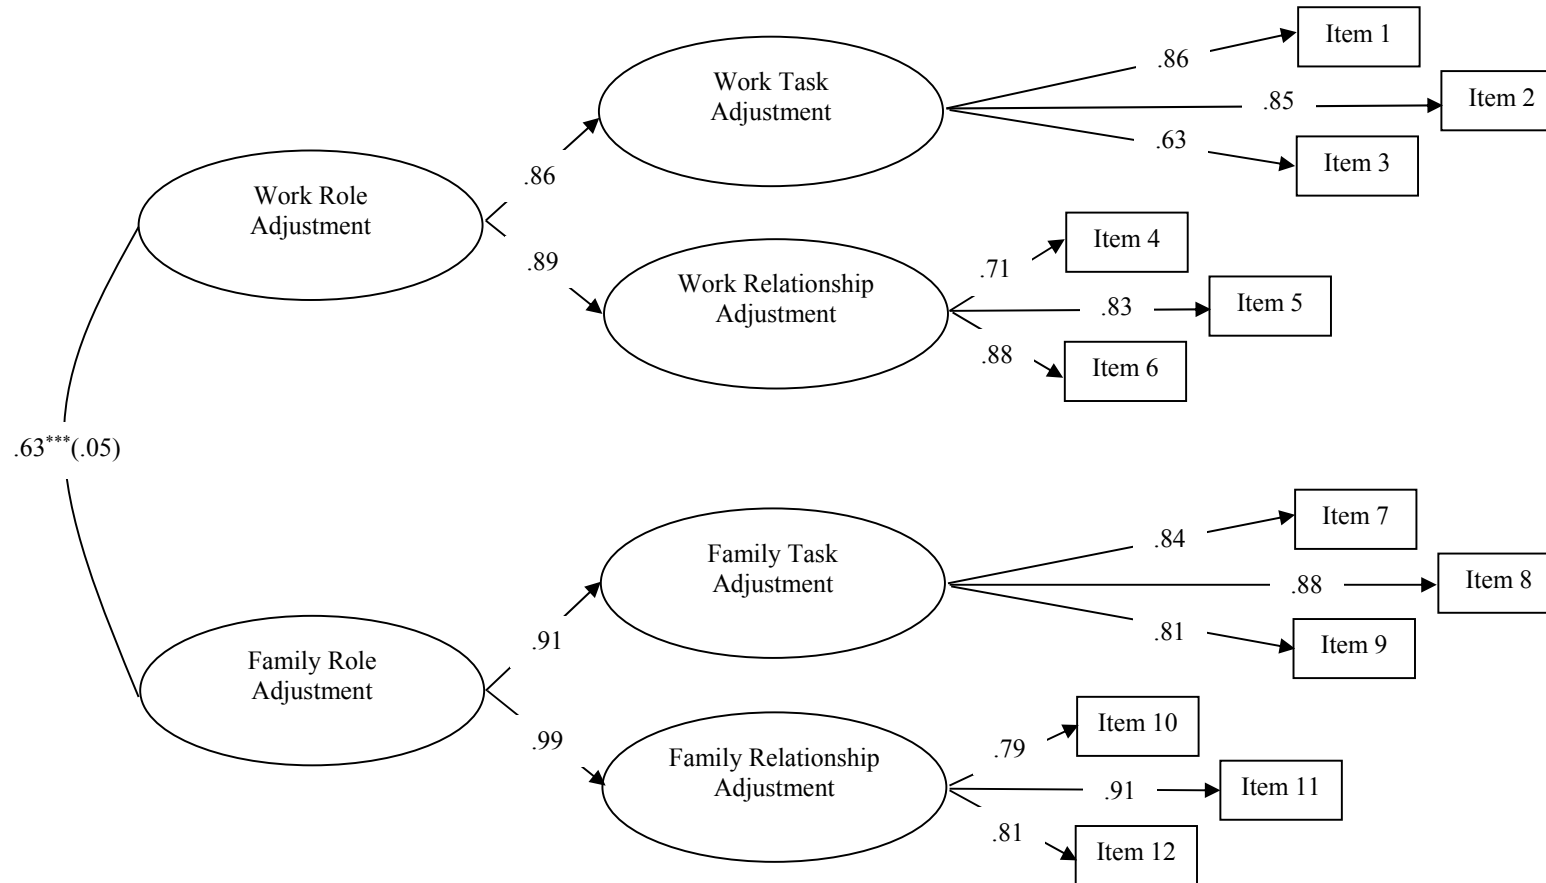 Item 1
.86
Work Task
Adjustment
.85
Item 2
.63
Item 3
.86
Work Role
Adjustment
.89
Item 4
.71
Work Relationship
Adjustment
.83
Item 5
.88
Item 6
.63***(.05)
Item 7
.84
Family Task
Adjustment
.88
Item 8
.81
Item 9
.91
Family Role
Adjustment
.99
Item 10
.79
Family Relationship
Adjustment
.91
Item 11
.81
Item 12